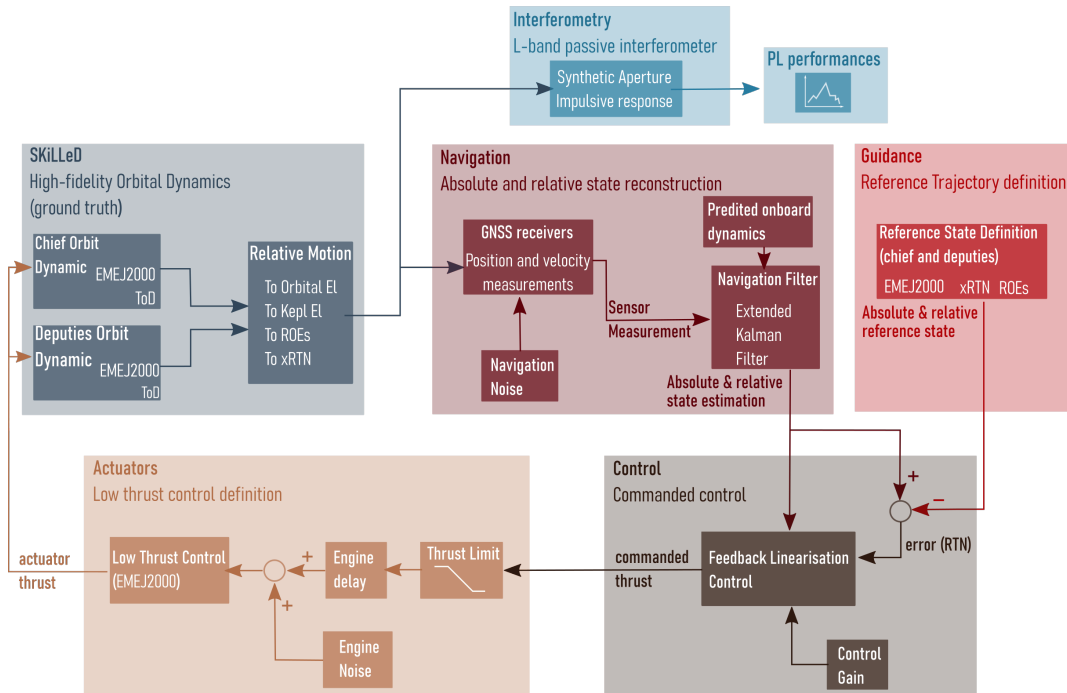 Interferometry
L-band passive interferometer
Synthetic Aperture
Impulsive response
PL performances
SKiLLeD
High-fidelity Orbital Dynamics
(ground truth)
Chief Orbit
Dynamic
EMEJ2000
ToD
Deputies Orbit
Dynamic
EMEJ2000
ToD
Relative Motion
To Orbital El
To Kepl El
To ROEs
To xRTN
Navigation
Absolute and relative state reconstruction
GNSS receivers
Position and velocity
measurements
Navigation
Noise
Sensor
Measurement
Predited onboard
dynamics
Navigation Filter
Extended
Kalman
Filter
Absolute & relative
state estimation
Guidance
Reference Trajectory definition
Reference State Definition
(chief and deputies)
EMEJ2000 xRTN ROEs
Absolute & relative
reference state
Actuators
Low thrust control definition
actuator
thrust
Low Thrust Control
(EMEJ2000)
+
+
Engine
delay
Thrust Limit
Engine
Noise
commanded
thrust
Control
Commanded control
+
−
error (RTN)
Feedback Linearisation
Control
Control
Gain